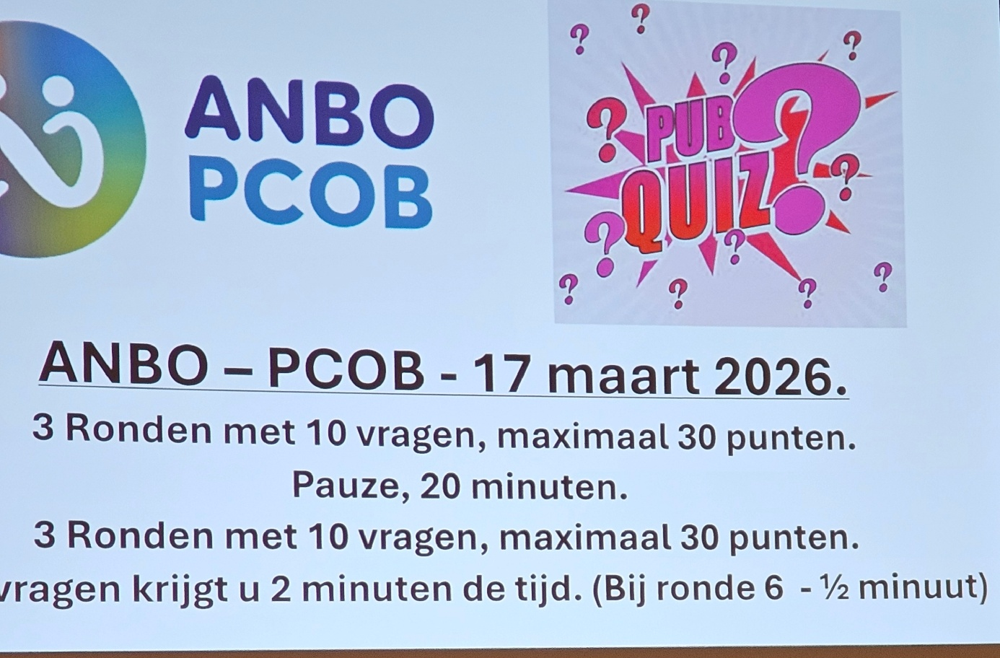 ANBO
PCOB
PUB
QUIZ?
ANBO – PCOB - 17 maart 2026.
3 Ronden met 10 vragen, maximaal 30 punten.
Pauze, 20 minuten.
3 Ronden met 10 vragen, maximaal 30 punten.
vragen krijgt u 2 minuten de tijd. (Bij ronde 6 - ½ minuut)